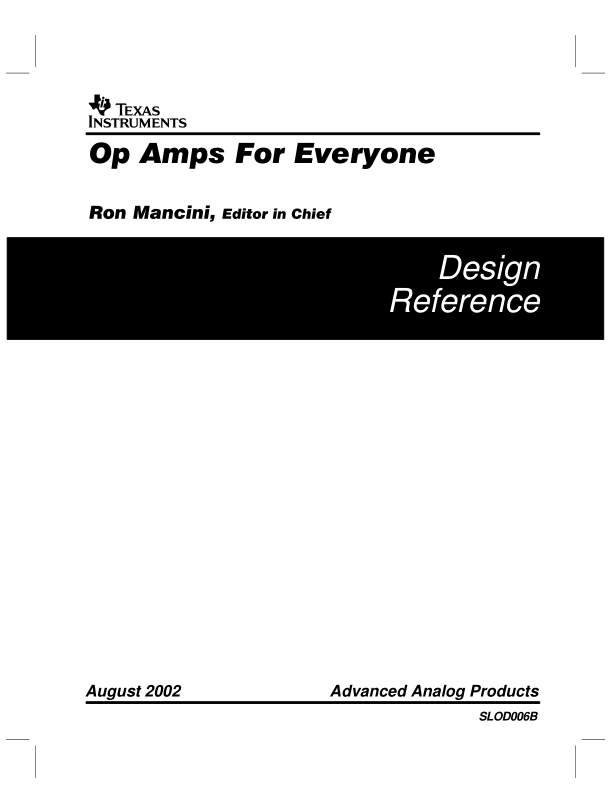 TEXAS
INSTRUMENTS
Op Amps For Everyone
Ron Mancini, Editor in Chief
Design
Reference
August 2002 Advanced Analog Products
SLOD006B